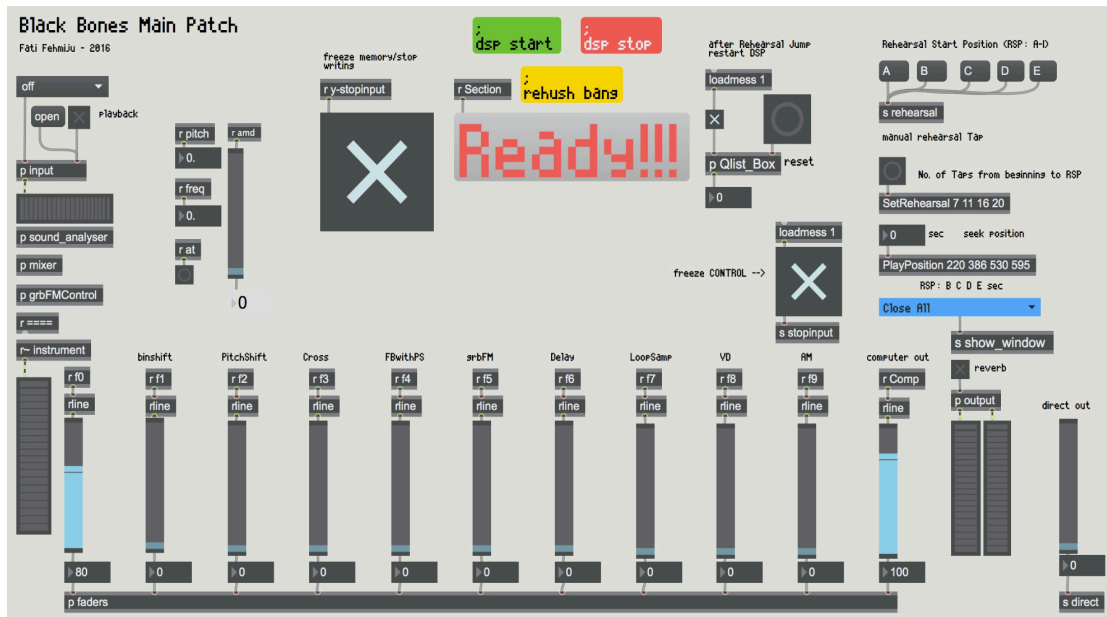 Black Bones Main Patch
Fati Fehmiju - 2016
off
open
playback
p input
p sound_analyser
p mixer
p grbFMControl
r ====
r~ instrument
r pitch
0.
r freq
0.
r at
r amd
0
freeze memory/stop
writing
r y-stopinput
;
dsp start
;
dsp stop
;
rehush bang
r Section
Ready!!!
after Rehearsal Jump
restart DSP
loadmess 1
p Qlist_Box
reset
0
freeze CONTROL -->
loadmess 1
s stopinput
Rehearsal Start Position (RSP: A-I)
A B C D E
s rehearsal
manual rehearsal Tap
No. of Taps from beginning to RSP
SetRehearsal 7 11 16 20
0 sec seek position
PlayPosition 220 386 530 595
RSP: B C D E sec
Close All
s show_window
reverb
p output
direct out
0
s direct
binshift PitchShift Cross FBwithPS grbFM Delay LoopSamp VD AM computer out
r f0 r f1 r f2 r f3 r f4 r f5 r f6 r f7 r f8 r f9 r Comp
rline rline rline rline rline rline rline rline rline rline rline
80 0 0 0 0 0 0 0 0 0 100
p faders